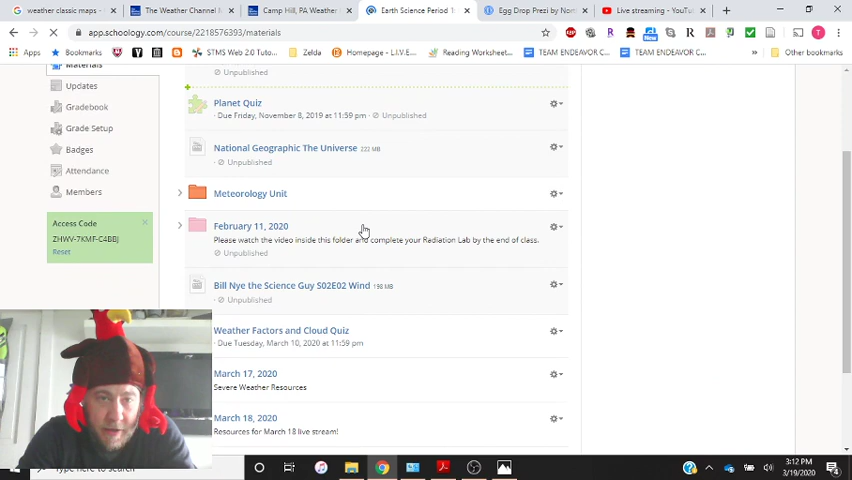 weather classic maps -
The Weather Channel M
Camp Hill, PA Weather
Earth Science Period 1
Egg Drop Prezi by Nor
Live streaming - YouTu
app.schoology.com/course/2218576393/materials
Apps
Bookmarks
STMS Web 2.0 Tuto...
Zelda
Homepage - L.I.V.E....
Reading Worksheet...
TEAM ENDEAVOR C...
TEAM ENDEAVOR C...
Other bookmarks
Materials
Unpublished
Updates
Gradebook
Grade Setup
Badges
Attendance
Members
Access Code
ZHWV-7KMF-C4BBJ
Reset
Planet Quiz
Due Friday, November 8, 2019 at 11:59 pm · Unpublished
National Geographic The Universe 222 MB
Unpublished
Meteorology Unit
February 11, 2020
Please watch the video inside this folder and complete your Radiation Lab by the end of class.
Unpublished
Bill Nye the Science Guy S02E02 Wind 198 MB
Unpublished
Weather Factors and Cloud Quiz
Due Tuesday, March 10, 2020 at 11:59 pm
March 17, 2020
Severe Weather Resources
March 18, 2020
Resources for March 18 live stream!
Type here to search
3:12 PM
3/19/2020
4